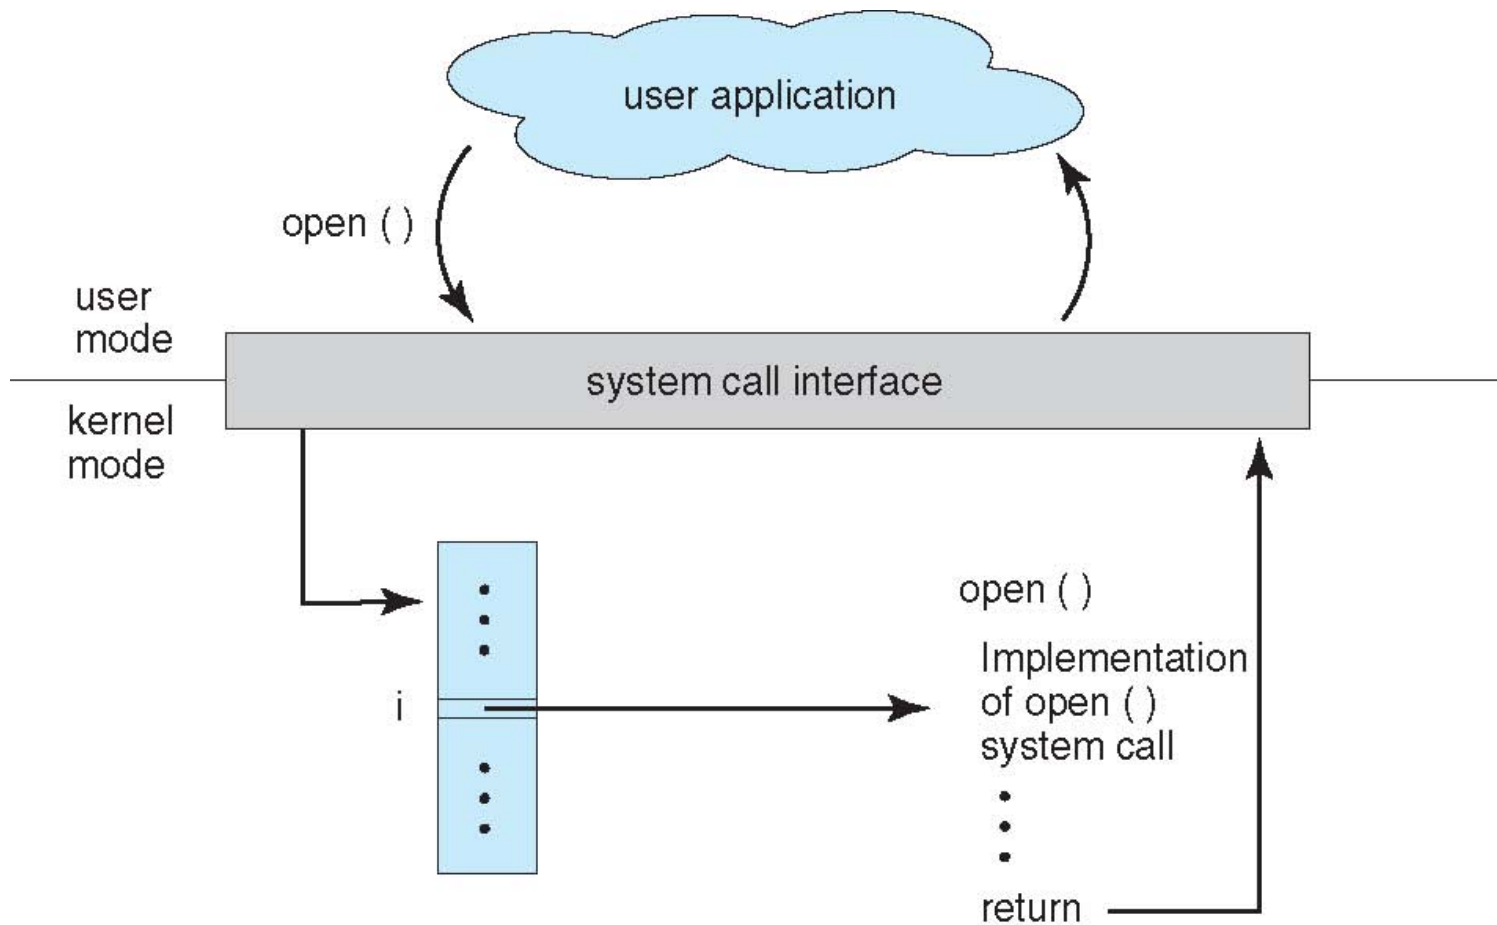 user application
open ( )
user
mode
system call interface
kernel
mode
open ( )
i
Implementation
of open ( )
system call
return